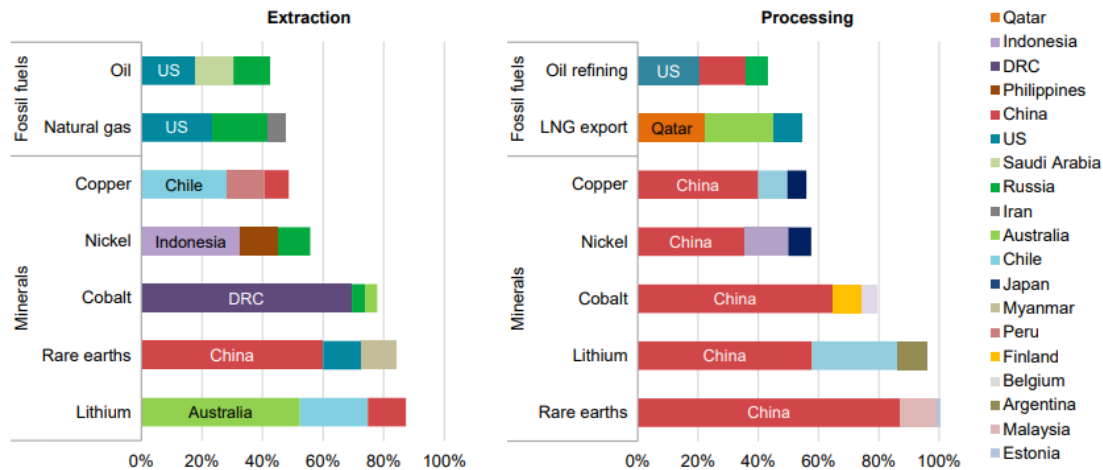 Extraction
Processing
Fossil fuels
Oil
US
Natural gas
US
Minerals
Copper
Chile
Nickel
Indonesia
Cobalt
DRC
Rare earths
China
Lithium
Australia
0% 20% 40% 60% 80% 100%
Fossil fuels
Oil refining
US
LNG export
Qatar
Minerals
Copper
China
Nickel
China
Cobalt
China
Lithium
China
Rare earths
China
0% 20% 40% 60% 80% 100%
Qatar
Indonesia
DRC
Philippines
China
US
Saudi Arabia
Russia
Iran
Australia
Chile
Japan
Myanmar
Peru
Finland
Belgium
Argentina
Malaysia
Estonia